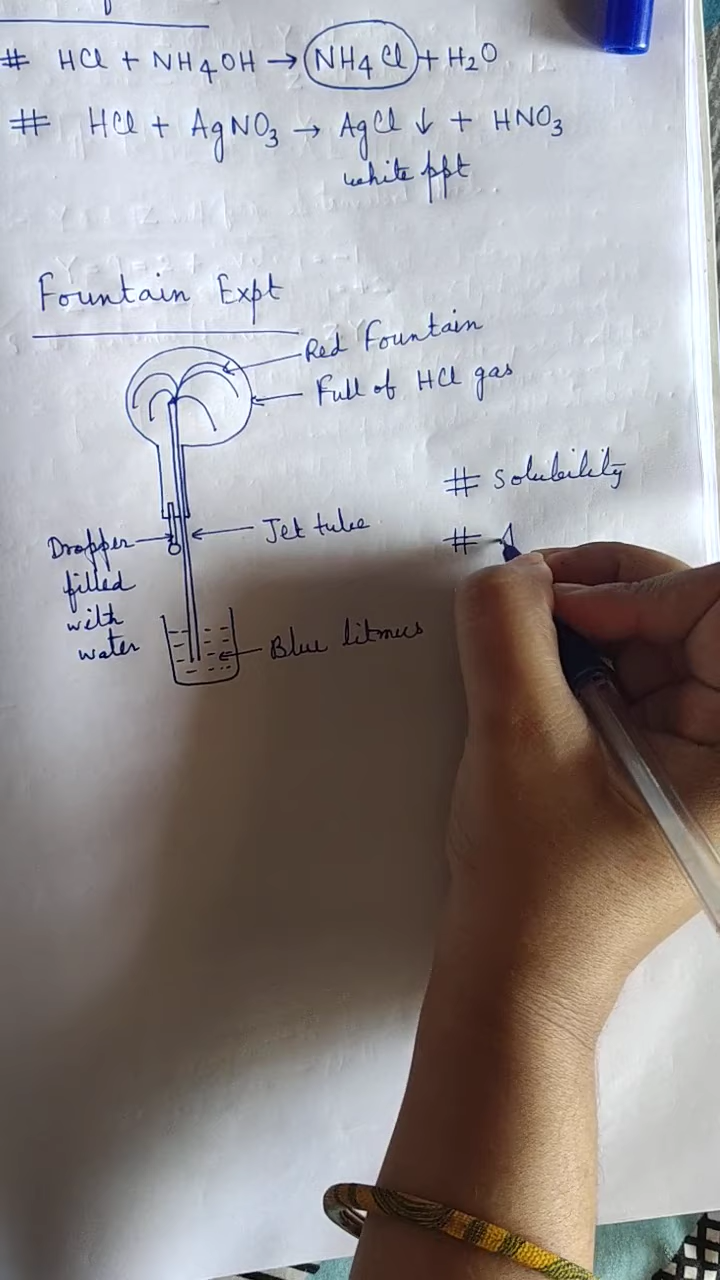 # HCl + NH4OH → NH4Cl + H2O
# HCl + AgNO3 → AgCl ↓ + HNO3
white ppt
Fountain Expt
Red Fountain
Full of HCl gas
# Solubility
Dropper
filled
with
water
Jet tube
# A
Blue litmus